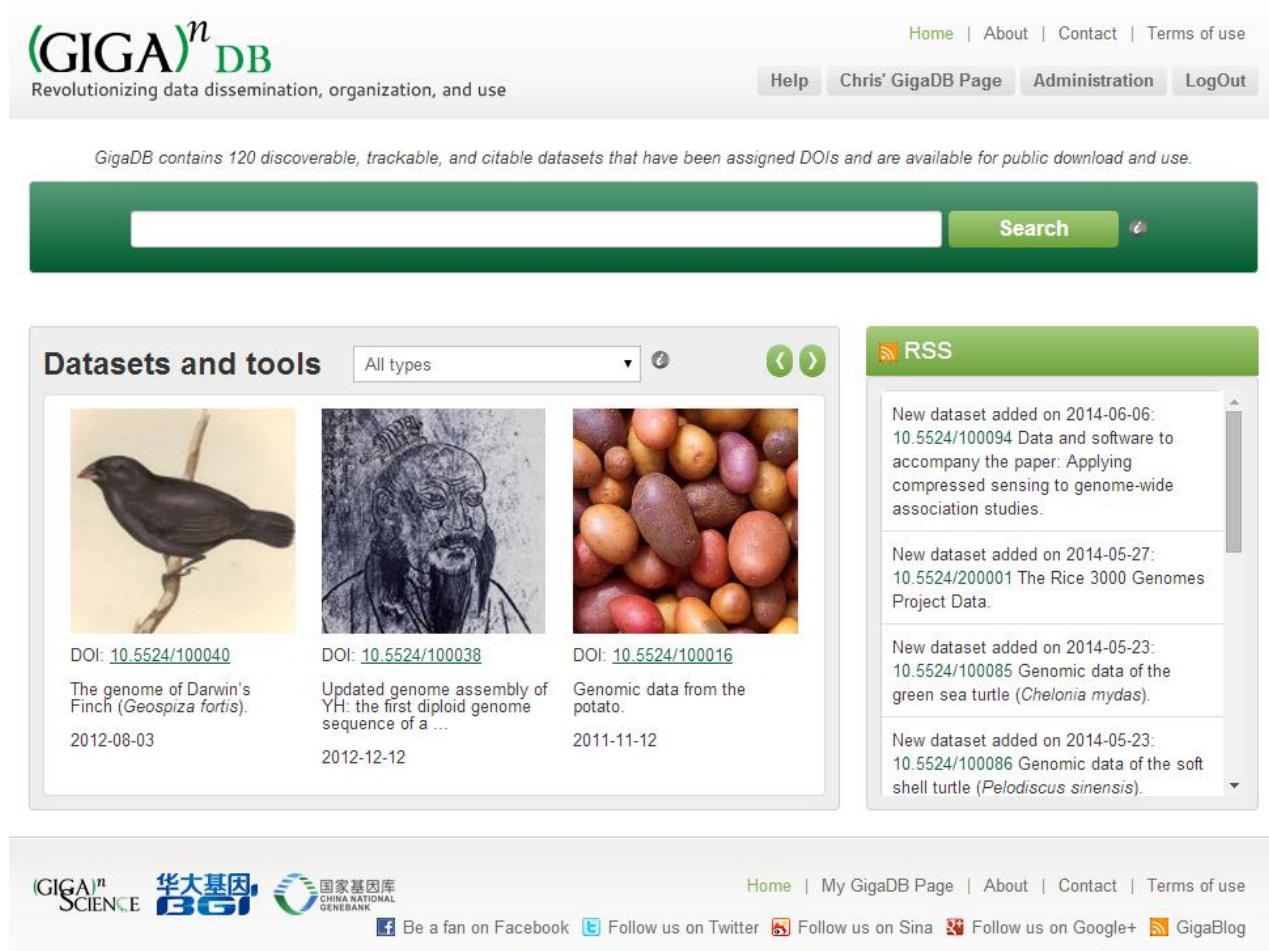 (GIGA)n DB
Revolutionizing data dissemination, organization, and use
Home | About | Contact | Terms of use
Help Chris' GigaDB Page Administration LogOut
GigaDB contains 120 discoverable, trackable, and citable datasets that have been assigned DOIs and are available for public download and use.
Search
Datasets and tools
All types
DOI: 10.5524/100040
The genome of Darwin's
Finch (Geospiza fortis).
2012-08-03
DOI: 10.5524/100038
Updated genome assembly of
YH: the first diploid genome
sequence of a ...
2012-12-12
DOI: 10.5524/100016
Genomic data from the
potato.
2011-11-12
RSS
New dataset added on 2014-06-06:
10.5524/100094 Data and software to
accompany the paper: Applying
compressed sensing to genome-wide
association studies.
New dataset added on 2014-05-27:
10.5524/200001 The Rice 3000 Genomes
Project Data.
New dataset added on 2014-05-23:
10.5524/100085 Genomic data of the
green sea turtle (Chelonia mydas).
New dataset added on 2014-05-23:
10.5524/100086 Genomic data of the soft
shell turtle (Pelodiscus sinensis).
(GIGA)n
SCIENCE
华大基因
BGI
国家基因库
CHINA NATIONAL
GENEBANK
Home | My GigaDB Page | About | Contact | Terms of use
Be a fan on Facebook Follow us on Twitter Follow us on Sina Follow us on Google+ GigaBlog